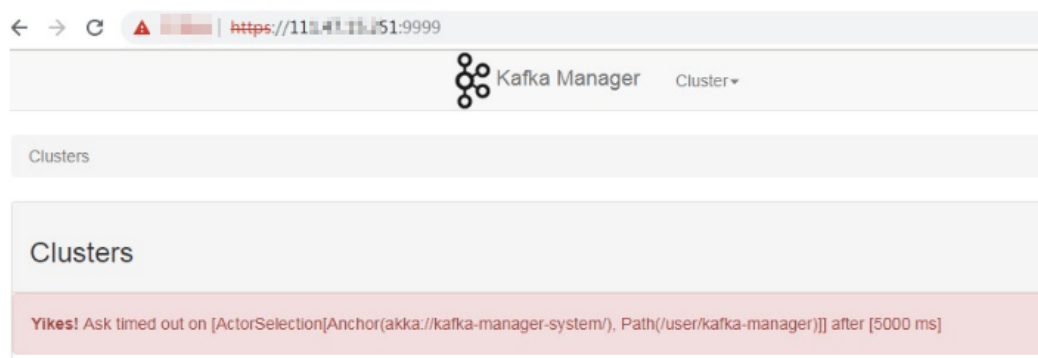 https://11 51:9999
Kafka Manager Cluster
Clusters
Clusters
Yikes! Ask timed out on [ActorSelection[Anchor(akka://kafka-manager-system/), Path(/user/kafka-manager)]] after [5000 ms]